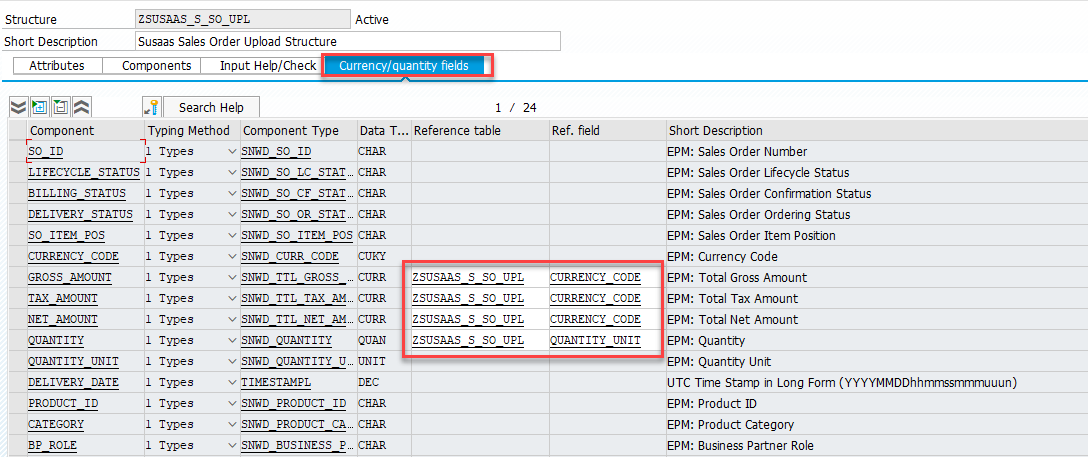 Structure ZSUSAAS_S_SO_UPL Active
Short Description Susaas Sales Order Upload Structure
Attributes Components Input Help/Check Currency/quantity fields
Search Help 1 / 24
Component Typing Method Component Type Data T... Reference table Ref. field Short Description
SO_ID 1 Types SNWD_SO_ID CHAR EPM: Sales Order Number
LIFECYCLE_STATUS 1 Types SNWD_SO_LC_STAT... CHAR EPM: Sales Order Lifecycle Status
BILLING_STATUS 1 Types SNWD_SO_CF_STAT... CHAR EPM: Sales Order Confirmation Status
DELIVERY_STATUS 1 Types SNWD_SO_OR_STAT... CHAR EPM: Sales Order Ordering Status
SO_ITEM_POS 1 Types SNWD_SO_ITEM_POS CHAR EPM: Sales Order Item Position
CURRENCY_CODE 1 Types SNWD_CURR_CODE CUKY EPM: Currency Code
GROSS_AMOUNT 1 Types SNWD_TTL_GROSS_... CURR ZSUSAAS_S_SO_UPL CURRENCY_CODE EPM: Total Gross Amount
TAX_AMOUNT 1 Types SNWD_TTL_TAX_AM... CURR ZSUSAAS_S_SO_UPL CURRENCY_CODE EPM: Total Tax Amount
NET_AMOUNT 1 Types SNWD_TTL_NET_AM... CURR ZSUSAAS_S_SO_UPL CURRENCY_CODE EPM: Total Net Amount
QUANTITY 1 Types SNWD_QUANTITY QUAN ZSUSAAS_S_SO_UPL QUANTITY_UNIT EPM: Quantity
QUANTITY_UNIT 1 Types SNWD_QUANTITY_U... UNIT EPM: Quantity Unit
DELIVERY_DATE 1 Types TIMESTAMPL DEC UTC Time Stamp in Long Form (YYYYMMDDhhmmssmmmuuun)
PRODUCT_ID 1 Types SNWD_PRODUCT_ID CHAR EPM: Product ID
CATEGORY 1 Types SNWD_PRODUCT_CA... CHAR EPM: Product Category
BP_ROLE 1 Types SNWD_BUSINESS_P... CHAR EPM: Business Partner Role